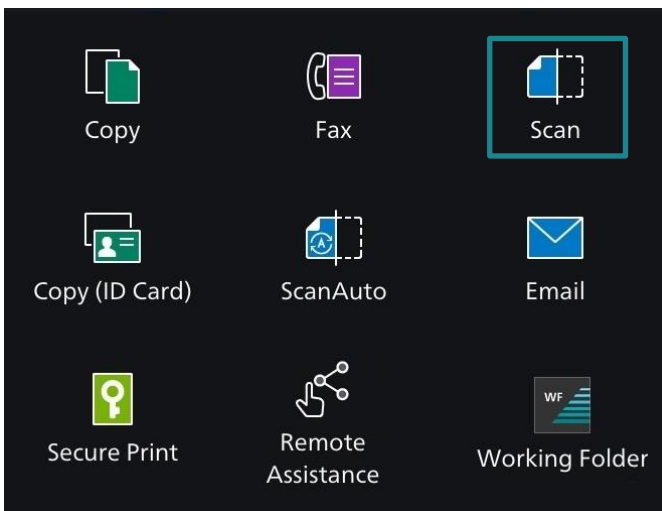 Copy
Fax
Scan
Copy (ID Card)
A
ScanAuto
Email
Secure Print
Remote
Assistance
WF
Working Folder